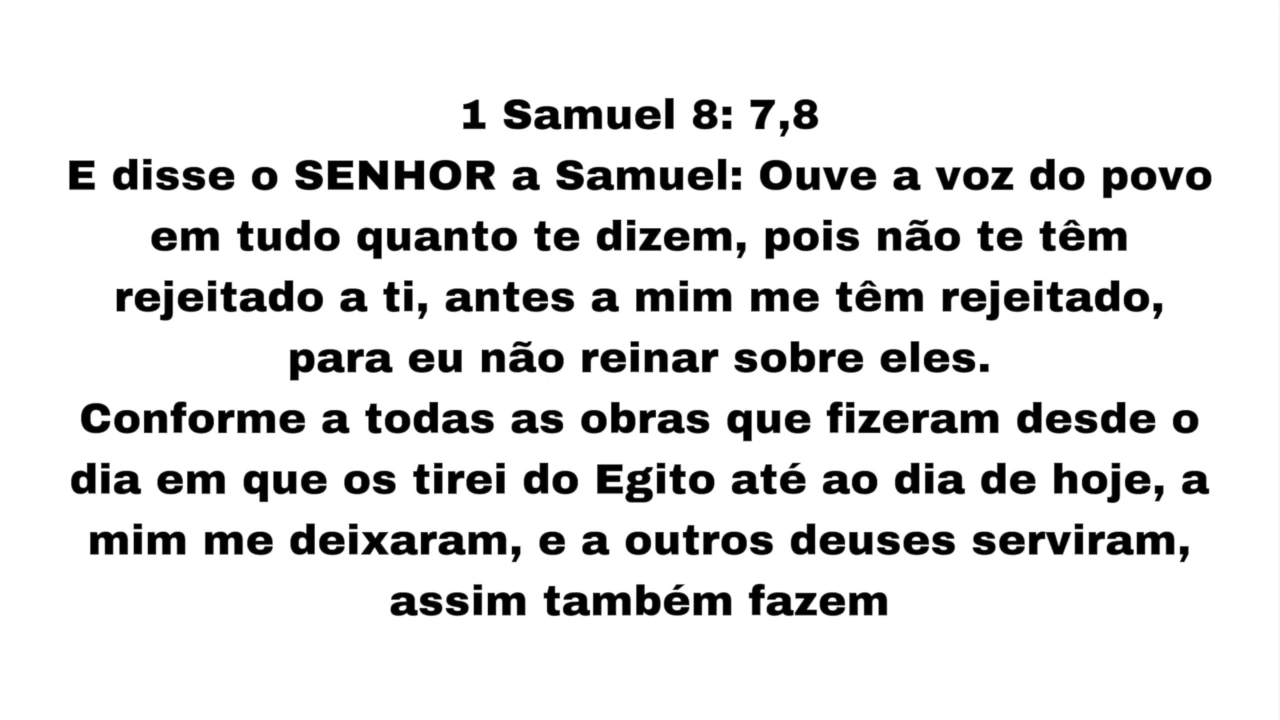 1 Samuel 8: 7,8
E disse o SENHOR a Samuel: Ouve a voz do povo
em tudo quanto te dizem, pois não te têm
rejeitado a ti, antes a mim me têm rejeitado,
para eu não reinar sobre eles.
Conforme a todas as obras que fizeram desde o
dia em que os tirei do Egito até ao dia de hoje, a
mim me deixaram, e a outros deuses serviram,
assim também fazem